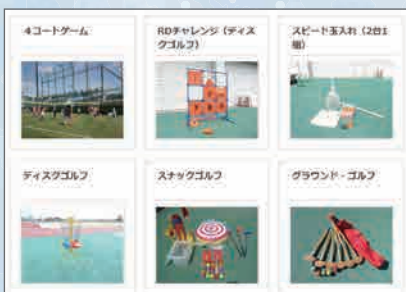 4コートゲーム
RDチャレンジ（ディス
クゴルフ）
スピード玉入れ（2台1
組）
ディスクゴルフ
スナッグゴルフ
グラウンド・ゴルフ